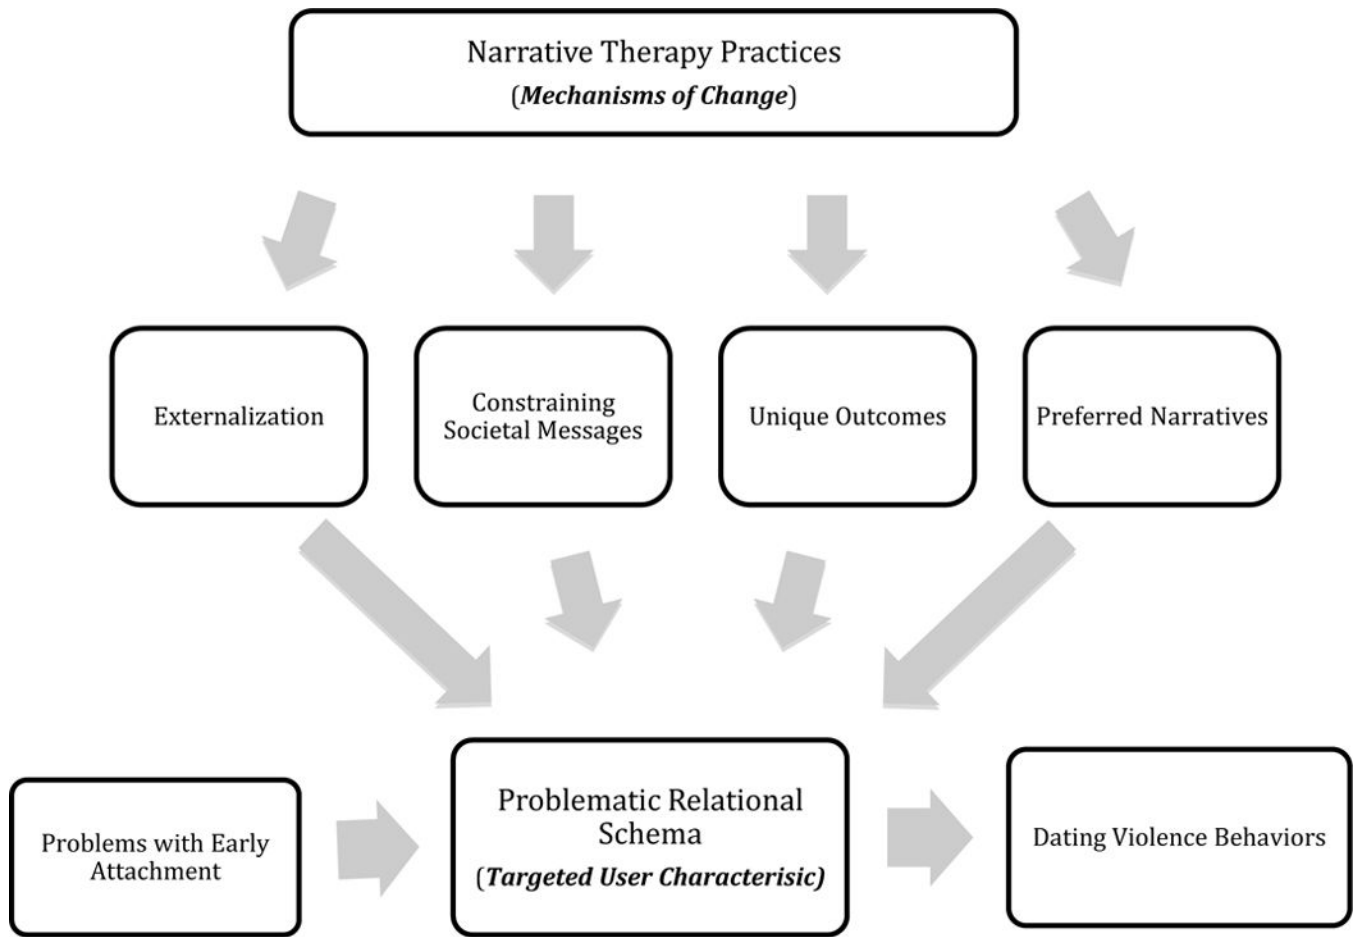 Narrative Therapy Practices
(Mechanisms of Change)
Externalization
Constraining
Societal Messages
Unique Outcomes
Preferred Narratives
Problems with Early
Attachment
Problematic Relational
Schema
(Targeted User Characterisic)
Dating Violence Behaviors